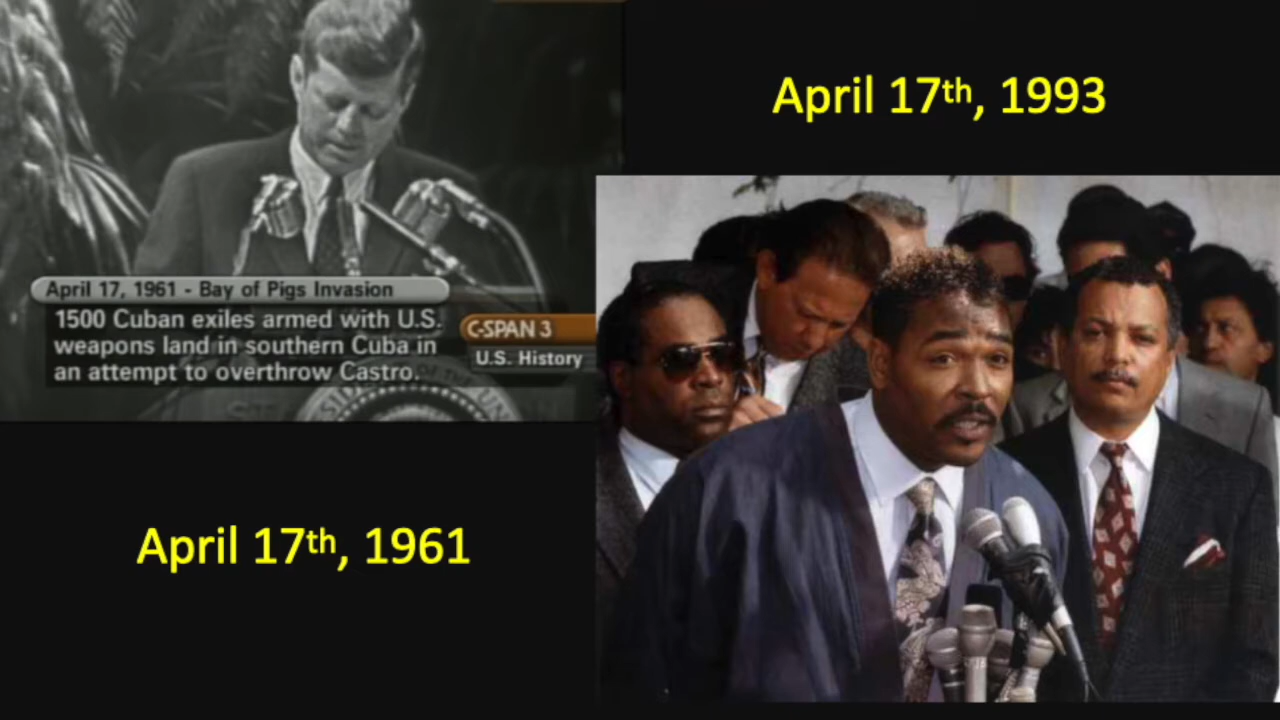 April 17th, 1993
April 17, 1961 - Bay of Pigs Invasion
1500 Cuban exiles armed with U.S.
weapons land in southern Cuba in
an attempt to overthrow Castro.
C-SPAN 3
U.S. History
April 17th, 1961